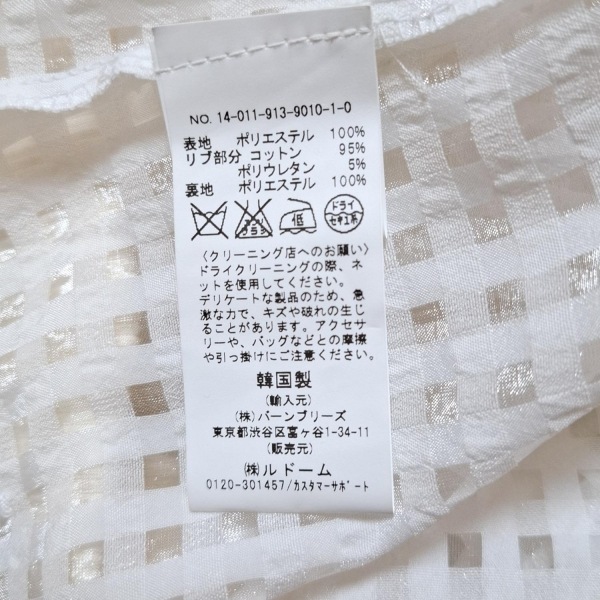 NO. 14-011-913-9010-1-0
表地 ポリエステル 100%
リブ部分 コットン 95%
ポリウレタン 5%
裏地 ポリエステル 100%
エンソ サラシ 低 ドライ セキユ系
〈クリーニング店へのお願い〉
ドライクリーニングの際、ネ
ットを使用してください。
デリケートな製品のため、急
激な力で、キズや破れの生じ
ることがあります。アクセサ
リーや、バッグなどとの摩擦
や引っ掛けにご注意ください。
韓国製
(輸入元)
(株)バーンブリーズ
東京都渋谷区富ヶ谷1-34-11
(販売元)
(株)ルドーム
0120-301457/カスタマーサポート